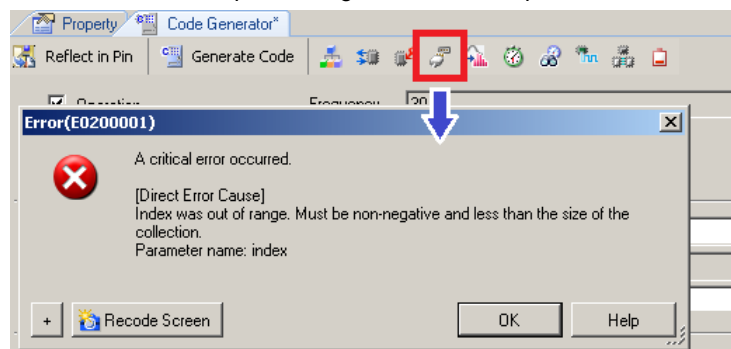 Property
Code Generator*
Reflect in Pin
Generate Code
Error(E0200001)
A critical error occurred.
[Direct Error Cause]
Index was out of range. Must be non-negative and less than the size of the
collection.
Parameter name: index
+
Recode Screen
OK
Help